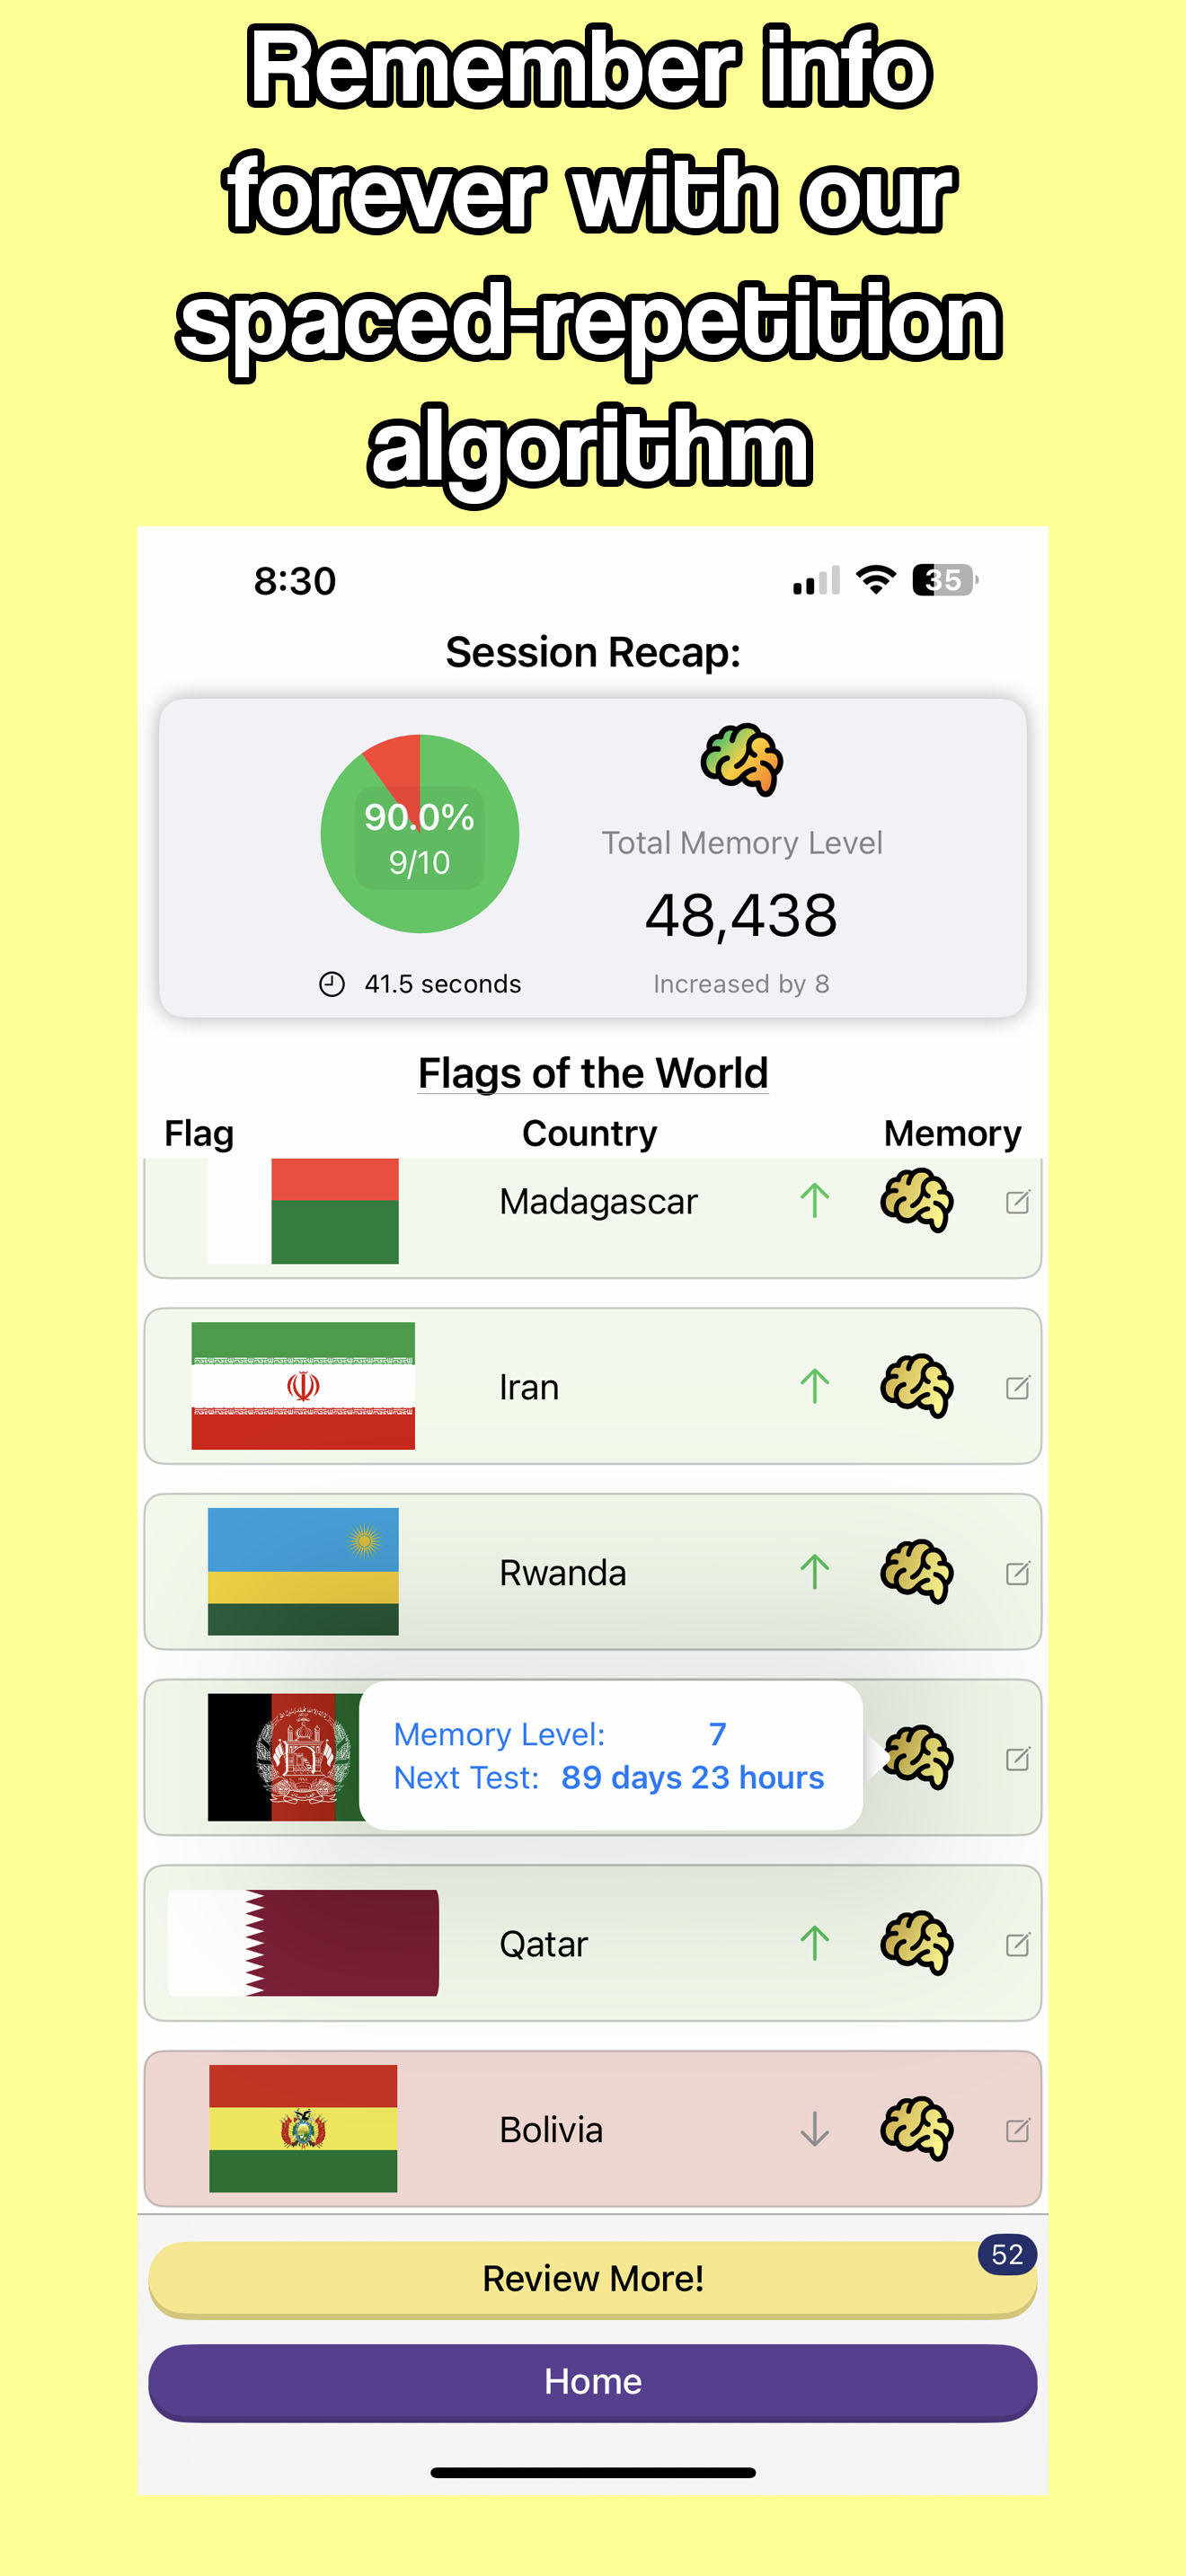 Remember info
forever with our
spaced-repetition
algorithm
8:30
35
Session Recap:
90.0%
9/10
41.5 seconds
Total Memory Level
48,438
Increased by 8
Flags of the World
Flag Country Memory
Madagascar
Iran
Rwanda
Memory Level: 7
Next Test: 89 days 23 hours
Qatar
Bolivia
52
Review More!
Home